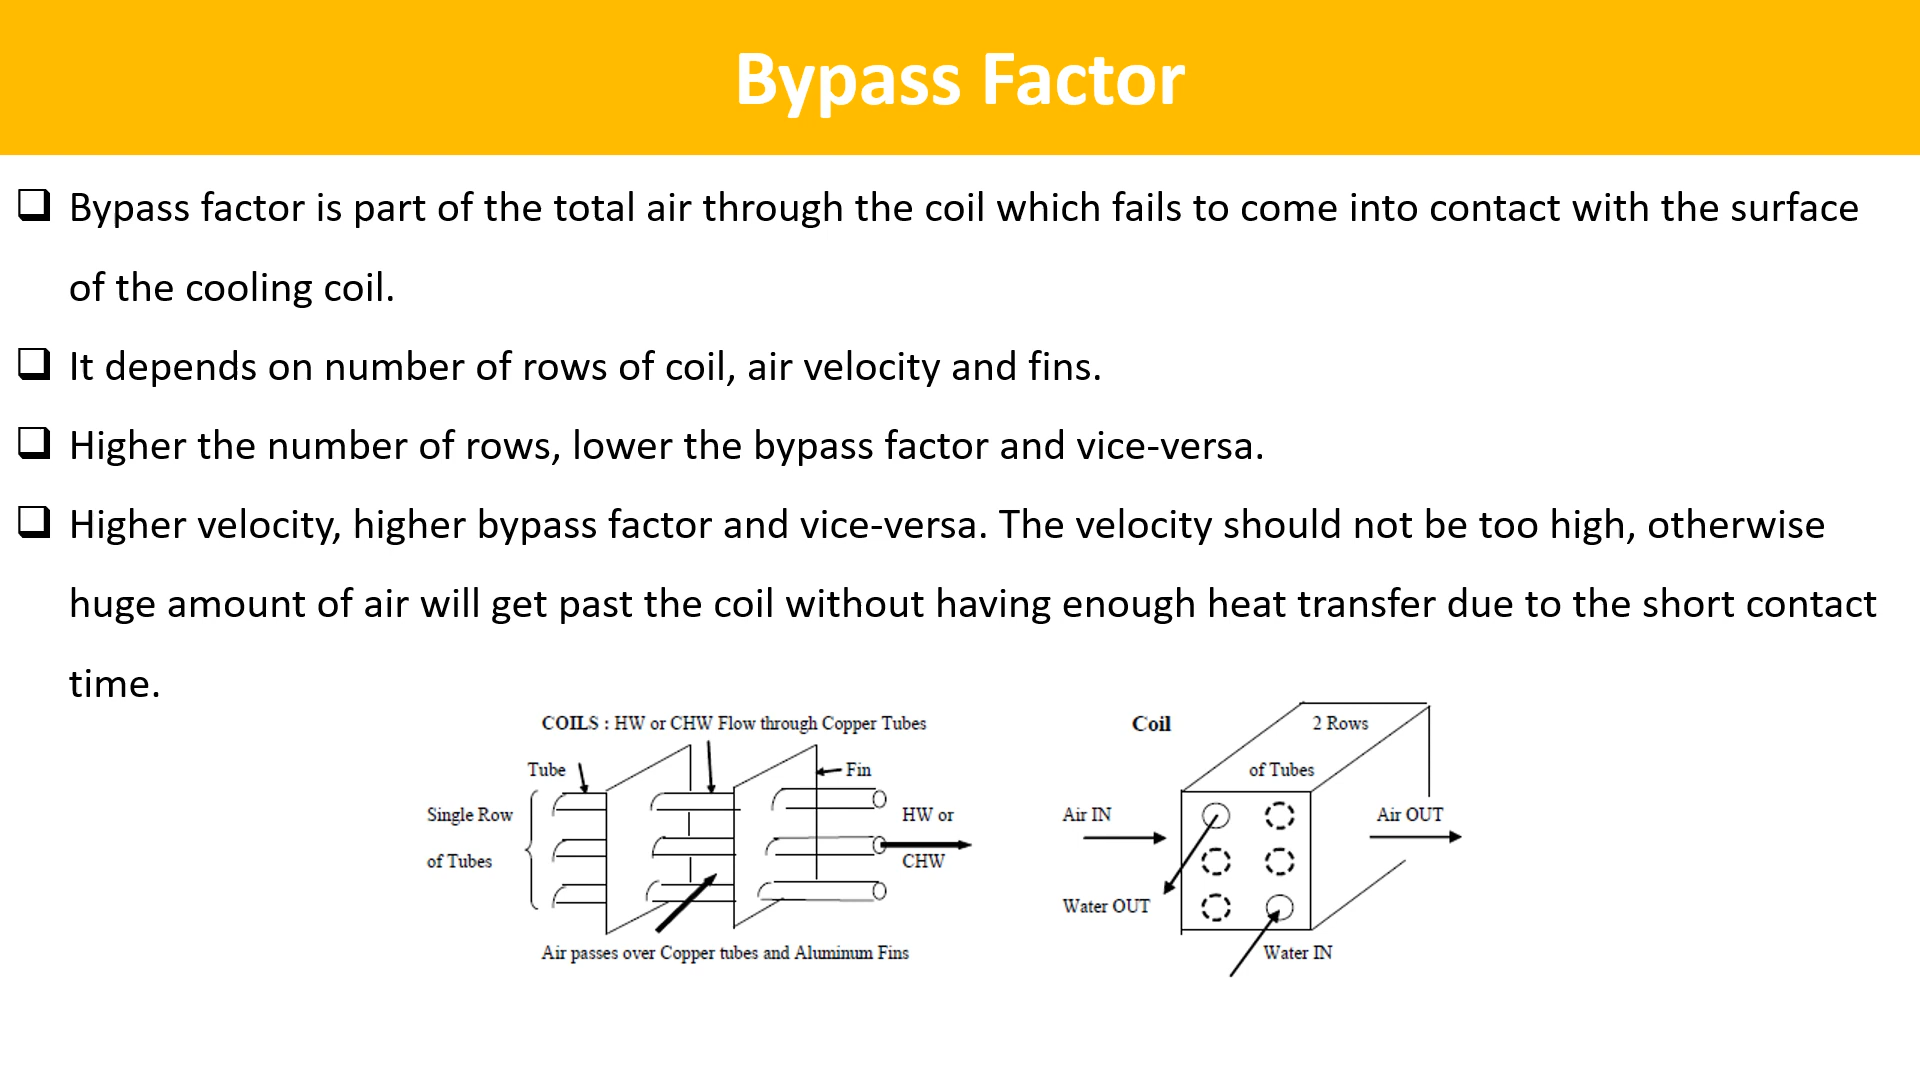 Bypass Factor
Bypass factor is part of the total air through the coil which fails to come into contact with the surface
of the cooling coil.
It depends on number of rows of coil, air velocity and fins.
Higher the number of rows, lower the bypass factor and vice-versa.
Higher velocity, higher bypass factor and vice-versa. The velocity should not be too high, otherwise
huge amount of air will get past the coil without having enough heat transfer due to the short contact
time.
COILS : HW or CHW Flow through Copper Tubes
Tube
Fin
Single Row
of Tubes
HW or
CHW
Air passes over Copper tubes and Aluminum Fins
Coil
2 Rows
of Tubes
Air IN
Air OUT
Water OUT
Water IN